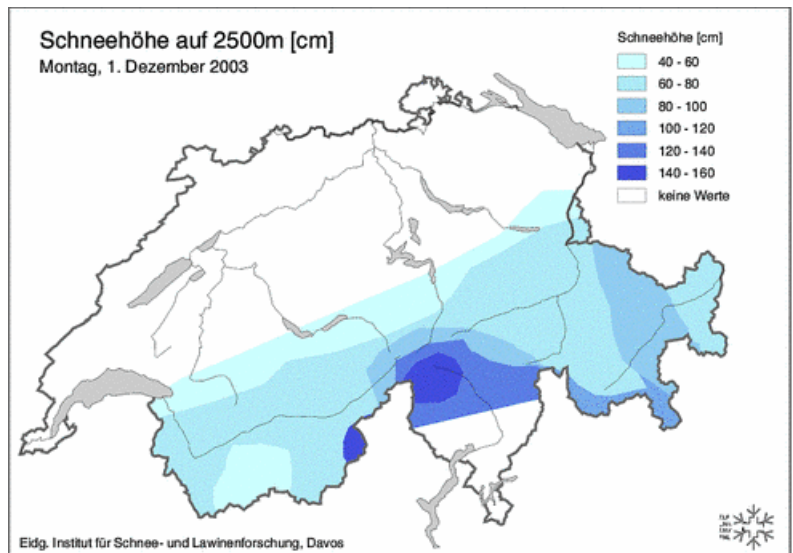 Schneehöhe auf 2500m [cm]
Montag, 1. Dezember 2003
Schneehöhe [cm]
40 - 60
60 - 80
80 - 100
100 - 120
120 - 140
140 - 160
keine Werte
Eidg. Institut für Schnee- und Lawinenforschung, Davos